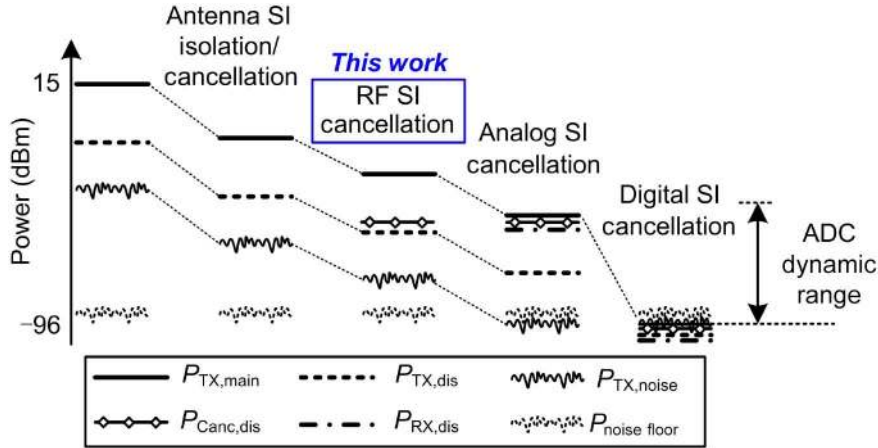 Antenna SI
isolation/
cancellation
This work
RF SI
cancellation
Analog SI
cancellation
Digital SI
cancellation
ADC
dynamic
range
Power (dBm)
15
−96
P_TX,main
P_TX,dis
P_TX,noise
P_Canc,dis
P_RX,dis
P_noise floor